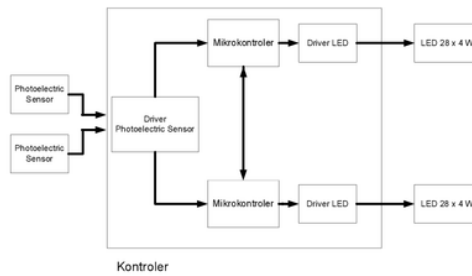 Mikrokontroler
Driver LED
LED 28 x 4 W
Photoelectric
Sensor
Driver
Photoelectric Sensor
Photoelectric
Sensor
Mikrokontroler
Driver LED
LED 28 x 4 W
Kontroler